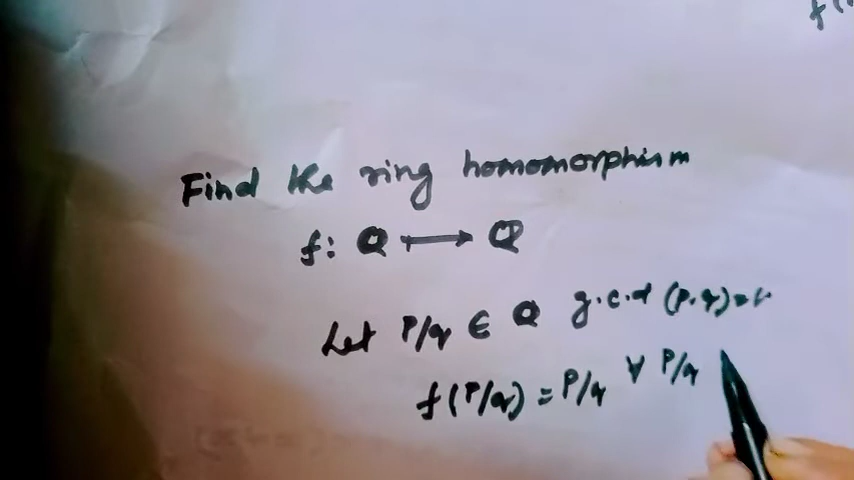 Find the ring homomorphism
f: Q ↦ Q
Let P/q ∈ Q g.c.d (p,q)=1
f(P/q) = P/q ∀ P/q